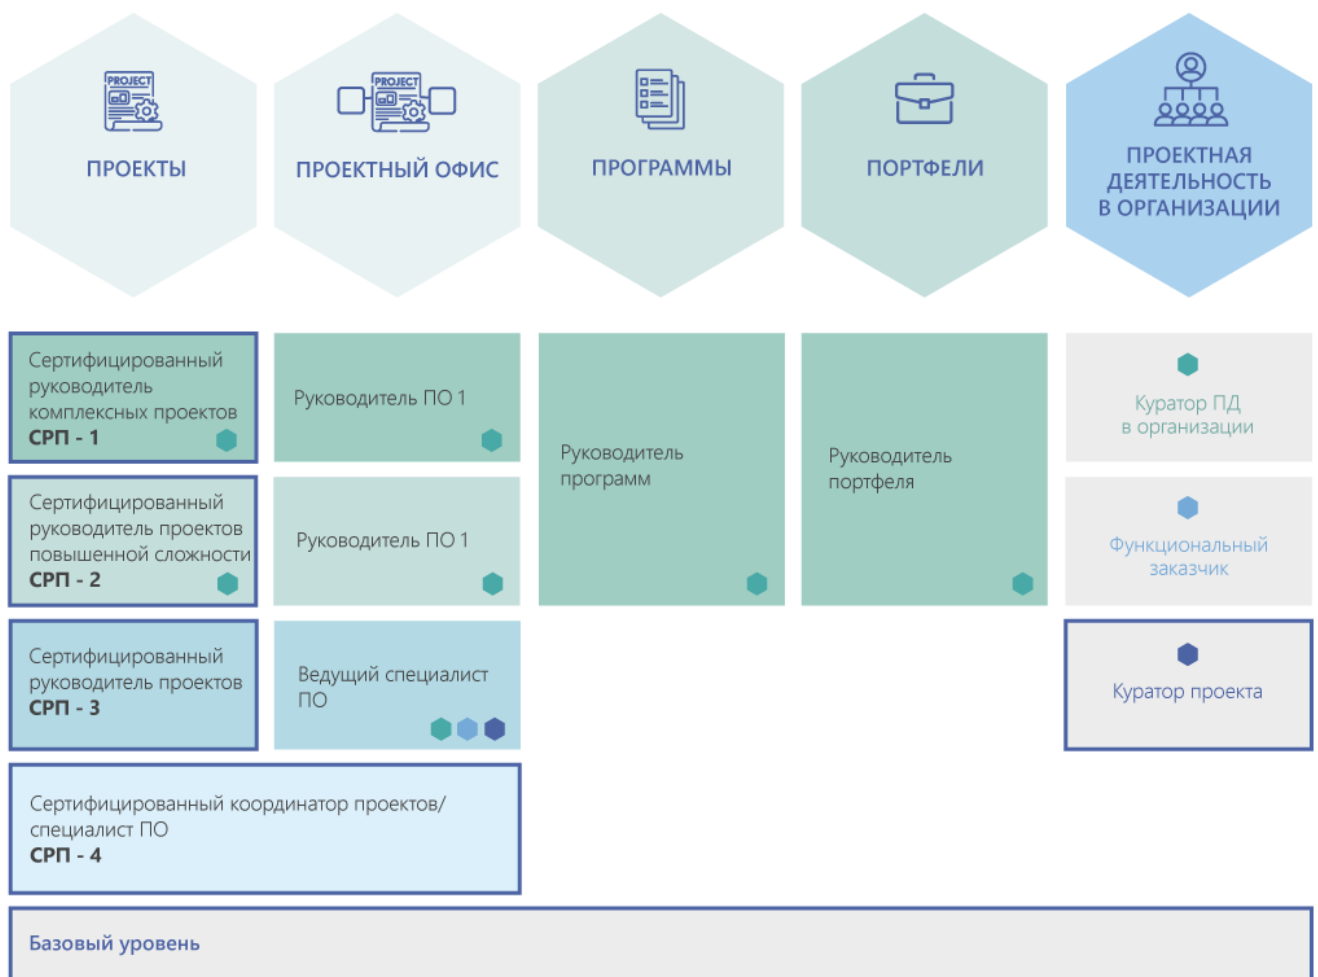 PROJECT
ПРОЕКТЫ
PROJECT
ПРОЕКТНЫЙ ОФИС
ПРОГРАММЫ
ПОРТФЕЛИ
ПРОЕКТНАЯ
ДЕЯТЕЛЬНОСТЬ
В ОРГАНИЗАЦИИ
Сертифицированный
руководитель
комплексных проектов
СРП - 1
Руководитель ПО 1
Руководитель
программ
Руководитель
портфеля
Куратор ПД
в организации
Сертифицированный
руководитель проектов
повышенной сложности
СРП - 2
Руководитель ПО 1
Функциональный
заказчик
Сертифицированный
руководитель проектов
СРП - 3
Ведущий специалист
ПО
Куратор проекта
Сертифицированный координатор проектов/
специалист ПО
СРП - 4
Базовый уровень